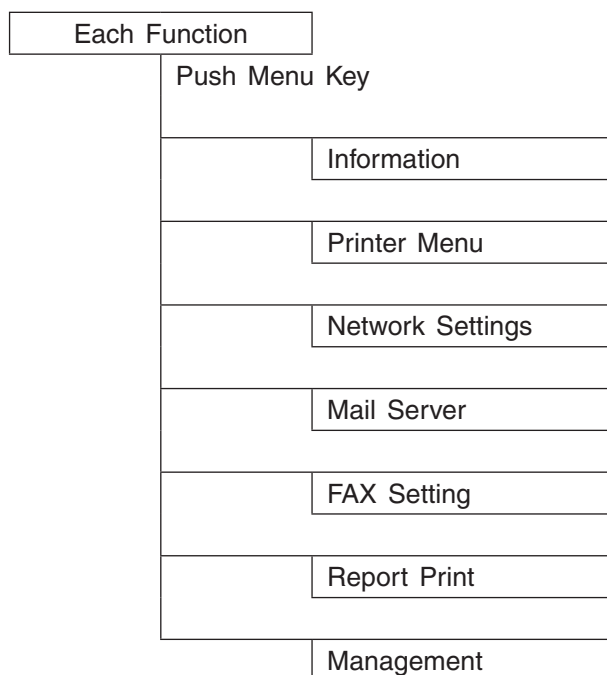 Each Function
Push Menu Key
Information
Printer Menu
Network Settings
Mail Server
FAX Setting
Report Print
Management